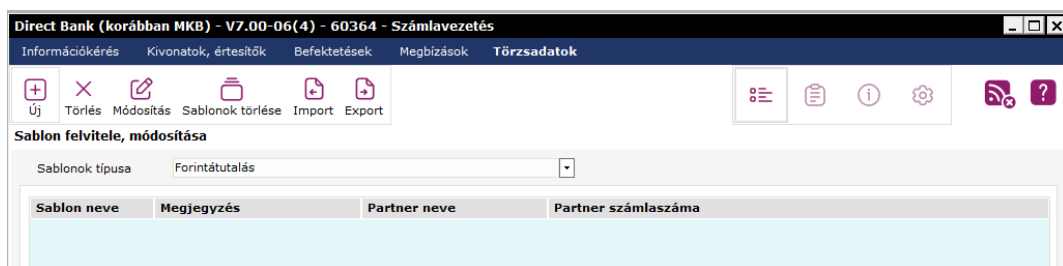 Direct Bank (korábban MKB) - V7.00-06(4) - 60364 - Számlavezetés
Információkérés Kivonatok, értesítők Befektetések Megbízások Törzsadatok
Új Törlés Módosítás Sablonok törlése Import Export
Sablon felvitele, módosítása
Sablonok típusa Forintátutalás
Sablon neve Megjegyzés Partner neve Partner számlaszáma